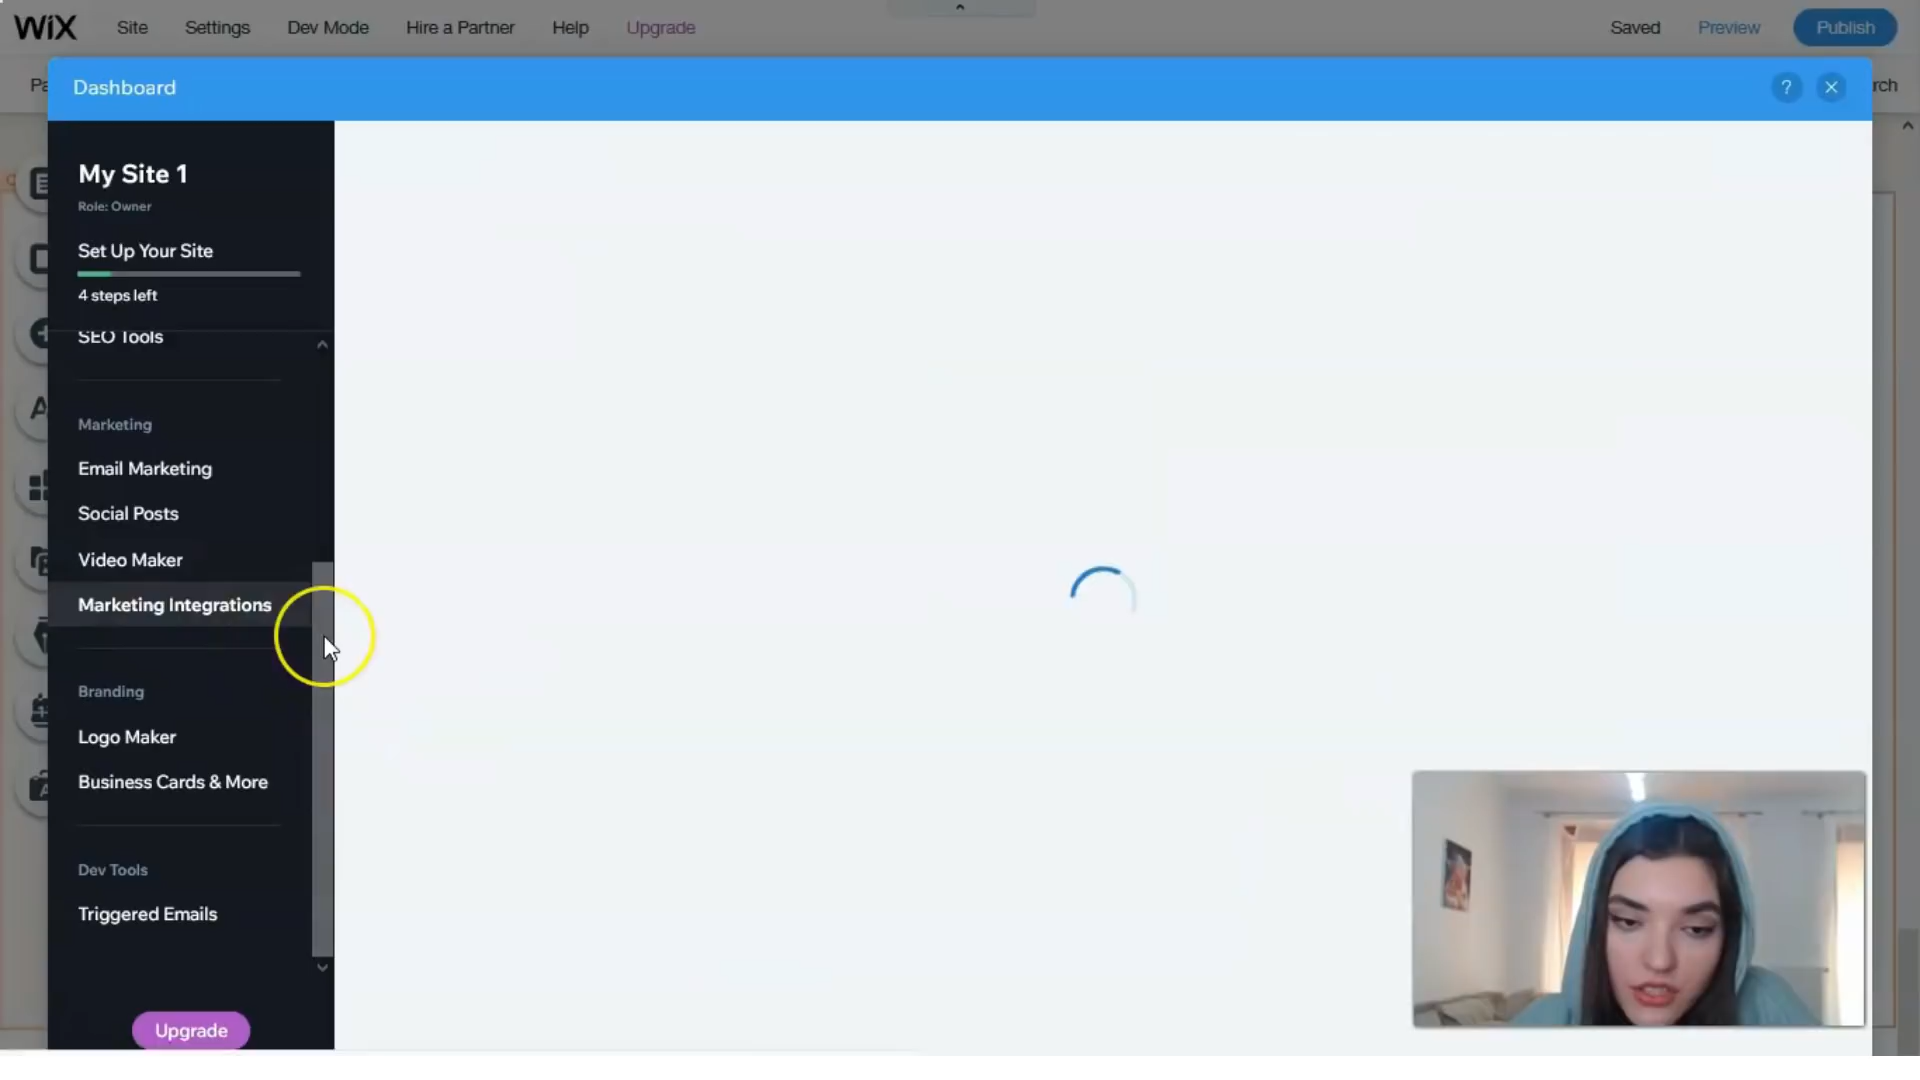 WiX Site Settings Dev Mode Hire a Partner Help Upgrade Saved Preview Publish
Dashboard ?
My Site 1
Role: Owner
Set Up Your Site
4 steps left
SEO Tools
Marketing
Email Marketing
Social Posts
Video Maker
Marketing Integrations
Branding
Logo Maker
Business Cards & More
Dev Tools
Triggered Emails
Upgrade